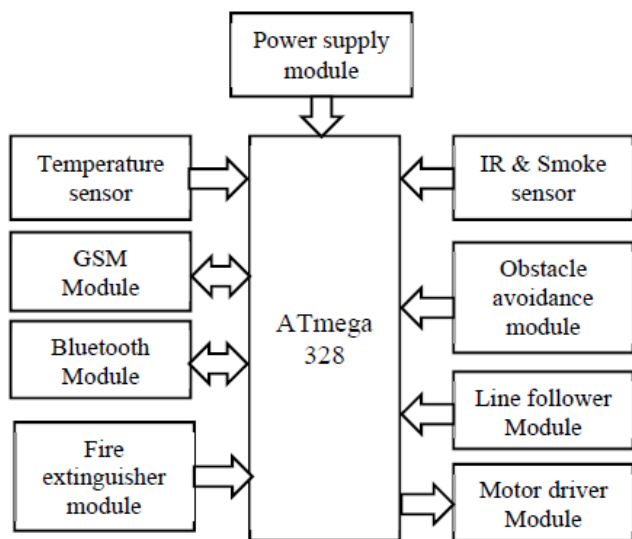 Power supply
module
Temperature
sensor
IR & Smoke
sensor
GSM
Module
Obstacle
avoidance
module
ATmega
328
Bluetooth
Module
Line follower
Module
Fire
extinguisher
module
Motor driver
Module